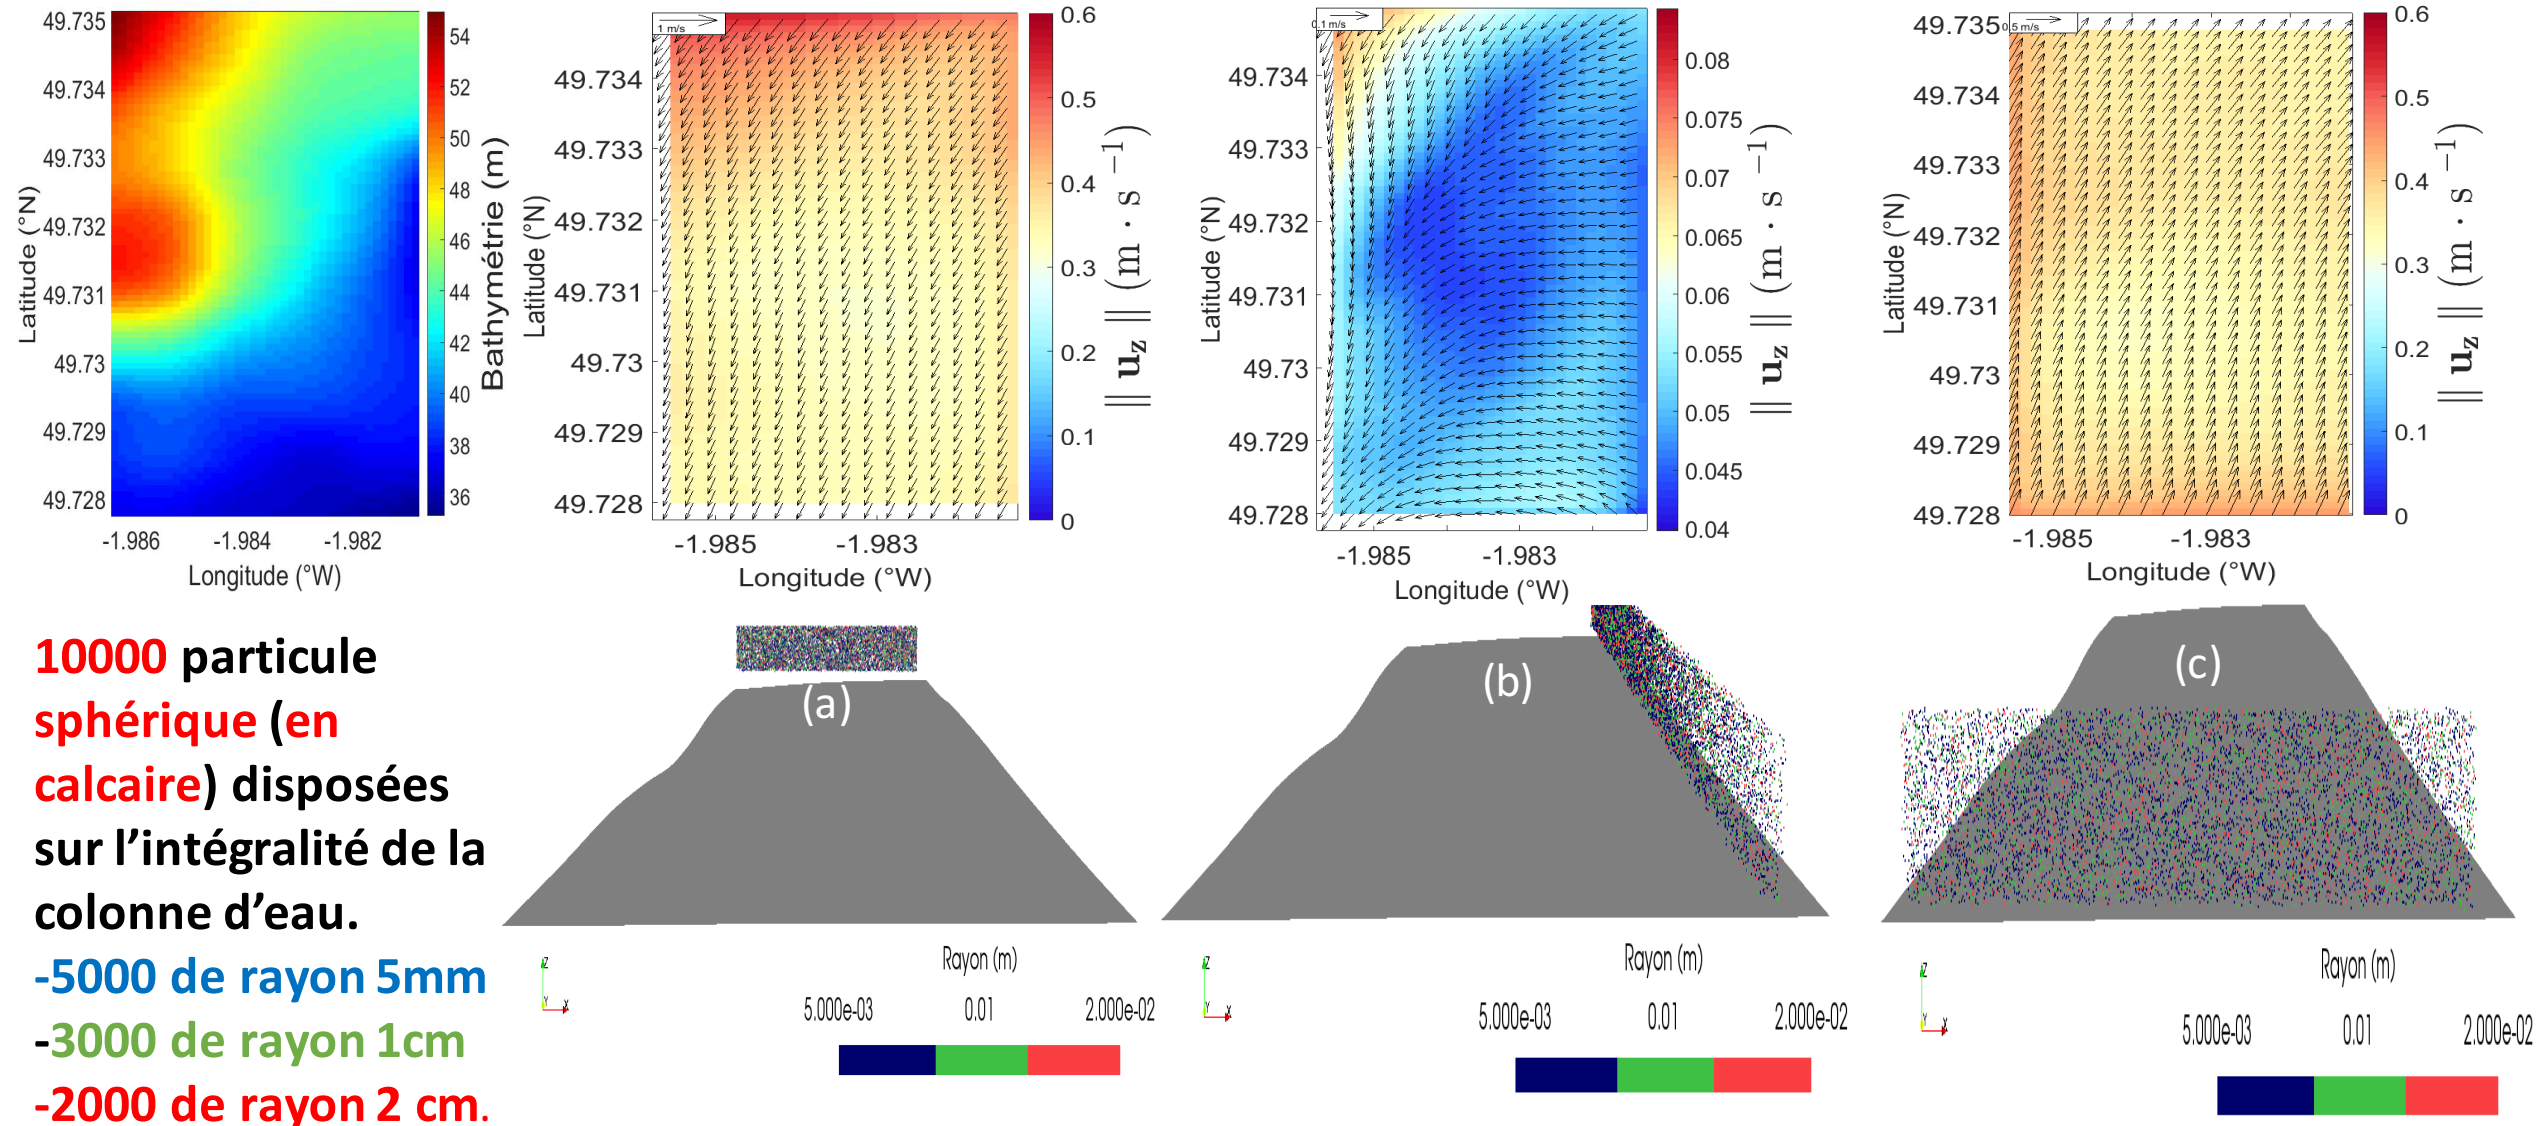 49.735
49.734
49.733
49.732
49.731
49.73
49.729
49.728
-1.986
-1.984
-1.982
Longitude (°W)
Latitude (°N)
54
52
50
48
46
44
42
40
38
36
Bathymétrie (m)
1 m/s
49.734
49.733
49.732
49.731
49.73
49.729
49.728
-1.985
-1.983
Longitude (°W)
Latitude (°N)
0.6
0.5
0.4
0.3
0.2
0.1
0
‖ u_z ‖ (m · s⁻¹)
0.1 m/s
49.734
49.733
49.732
49.731
49.73
49.729
49.728
-1.985
-1.983
Longitude (°W)
Latitude (°N)
0.08
0.075
0.07
0.065
0.06
0.055
0.05
0.045
0.04
‖ u_z ‖ (m · s⁻¹)
0.5 m/s
49.735
49.734
49.733
49.732
49.731
49.73
49.729
49.728
-1.985
-1.983
Longitude (°W)
Latitude (°N)
0.6
0.5
0.4
0.3
0.2
0.1
0
‖ u_z ‖ (m · s⁻¹)
10000 particule
sphérique (en
calcaire) disposées
sur l’intégralité de la
colonne d’eau.
-5000 de rayon 5mm
-3000 de rayon 1cm
-2000 de rayon 2 cm.
(a)
Z
Y
X
Rayon (m)
5.000e-03 0.01 2.000e-02
(b)
Z
Y
X
Rayon (m)
5.000e-03 0.01 2.000e-02
(c)
Z
Y
X
Rayon (m)
5.000e-03 0.01 2.000e-02